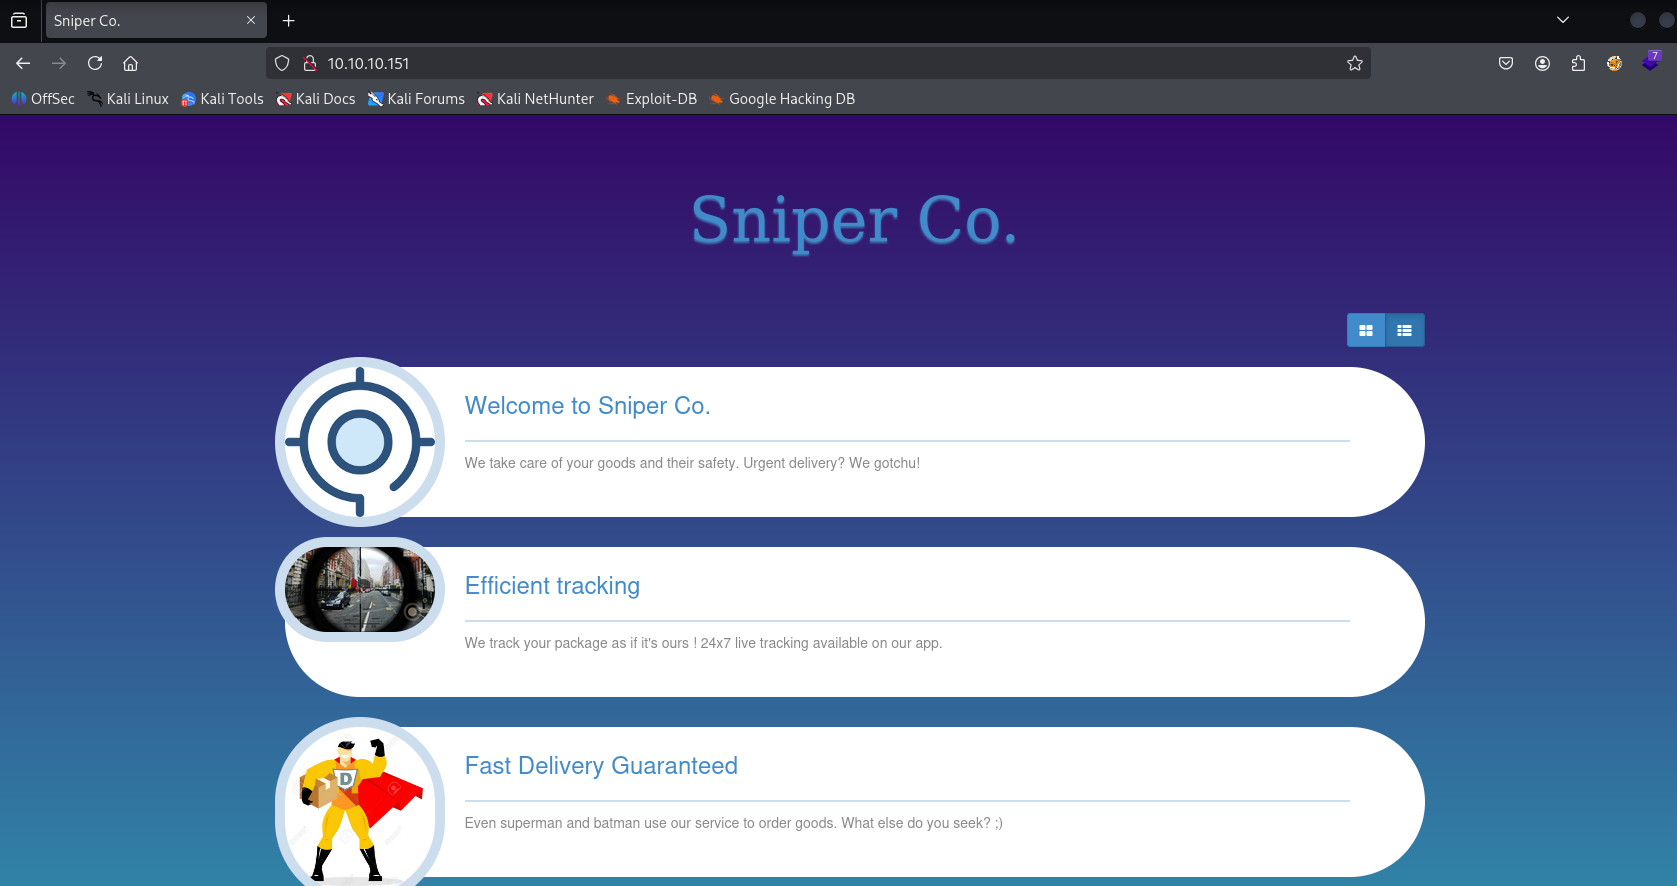 Sniper Co.
7
10.10.10.151
OffSec Kali Linux Kali Tools Kali Docs Kali Forums Kali NetHunter Exploit-DB Google Hacking DB
Sniper Co.
Welcome to Sniper Co.
We take care of your goods and their safety. Urgent delivery? We gotchu!
Efficient tracking
We track your package as if it's ours ! 24x7 live tracking available on our app.
D
Fast Delivery Guaranteed
Even superman and batman use our service to order goods. What else do you seek? ;)